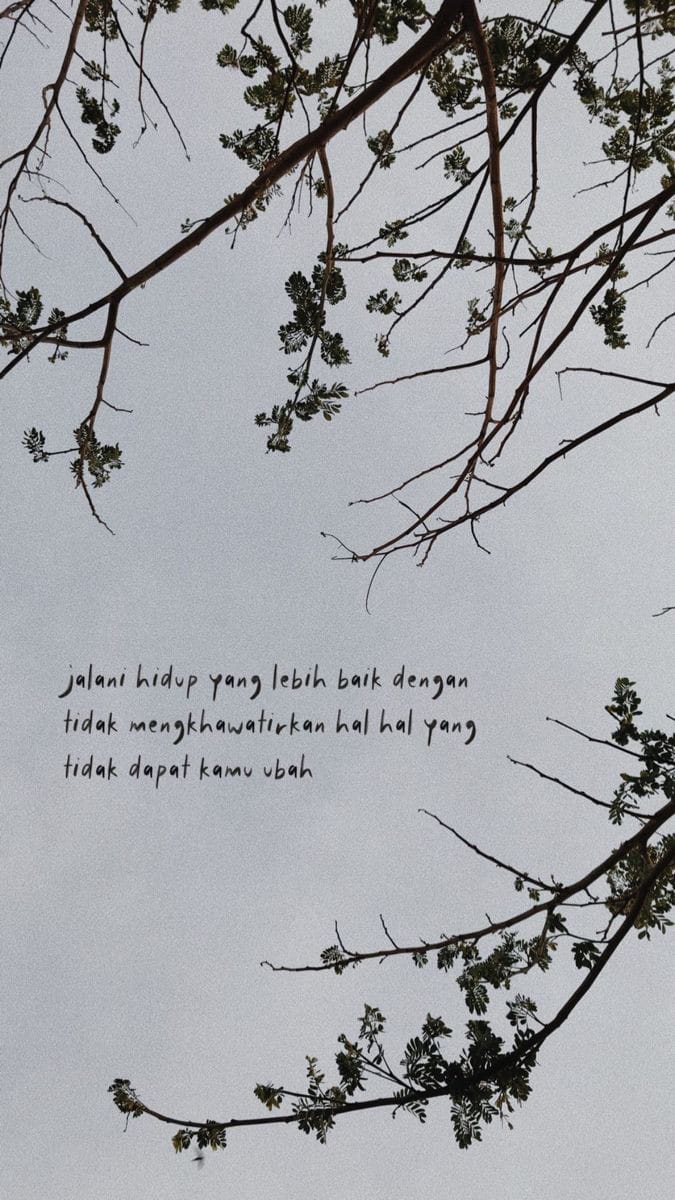 jalani hidup yang lebih baik dengan
tidak mengkhawatirkan hal hal yang
tidak dapat kamu ubah